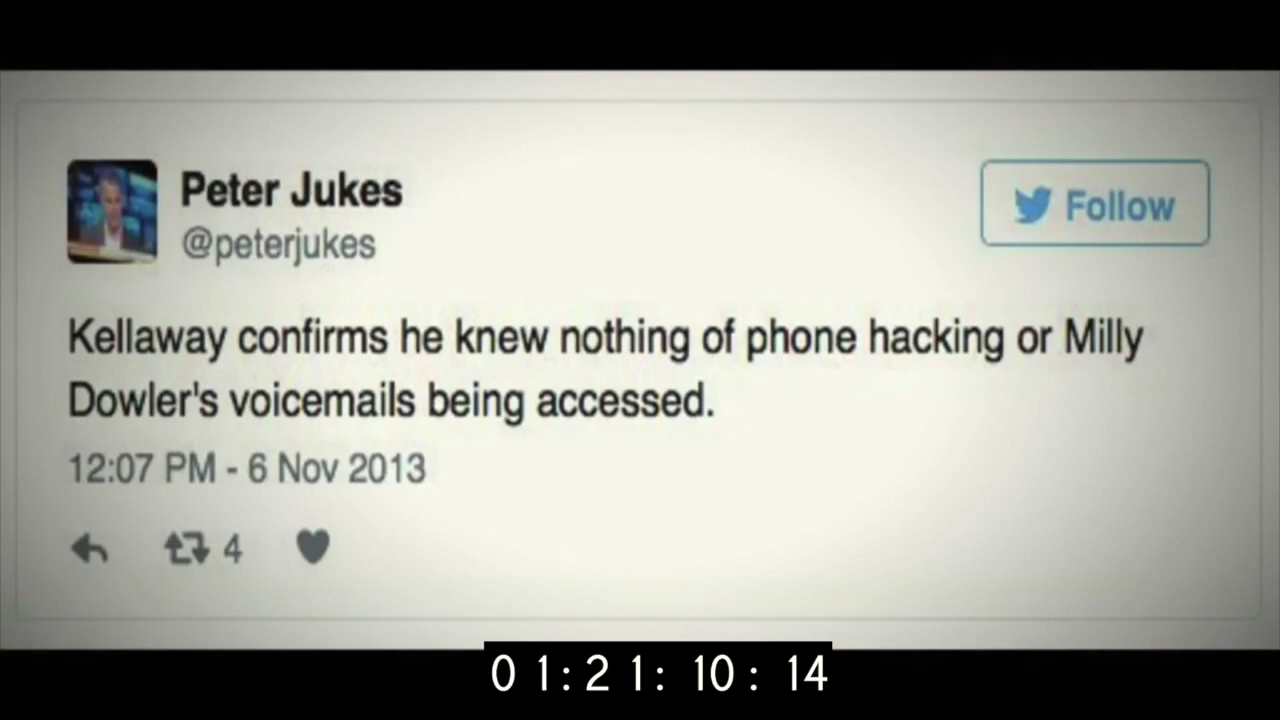 Peter Jukes
@peterjukes
Follow
Kellaway confirms he knew nothing of phone hacking or Milly
Dowler's voicemails being accessed.
12:07 PM - 6 Nov 2013
4
01:21:10:14